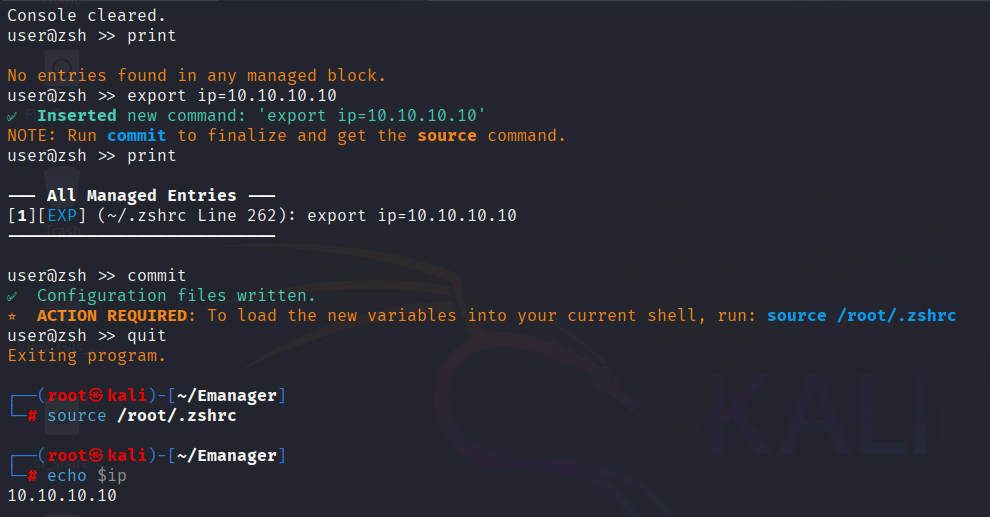 Console cleared.
user@zsh >> print
No entries found in any managed block.
user@zsh >> export ip=10.10.10.10
✓ Inserted new command: 'export ip=10.10.10.10'
NOTE: Run commit to finalize and get the source command.
user@zsh >> print
─── All Managed Entries ───
[1][EXP] (~/.zshrc Line 262): export ip=10.10.10.10
───────────────────────────
user@zsh >> commit
✓ Configuration files written.
★ ACTION REQUIRED: To load the new variables into your current shell, run: source /root/.zshrc
user@zsh >> quit
Exiting program.
┌──(root㉿kali)-[~/Emanager]
└─# source /root/.zshrc
┌──(root㉿kali)-[~/Emanager]
└─# echo $ip
10.10.10.10
KALI